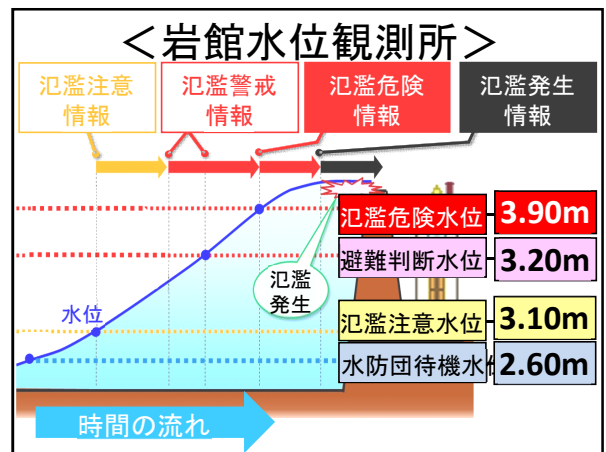 ＜岩館水位観測所＞
氾濫注意
情報
氾濫警戒
情報
氾濫危険
情報
氾濫発生
情報
氾濫危険水位 3.90m
避難判断水位 3.20m
氾濫
発生
水位
氾濫注意水位 3.10m
水防団待機水位 2.60m
時間の流れ